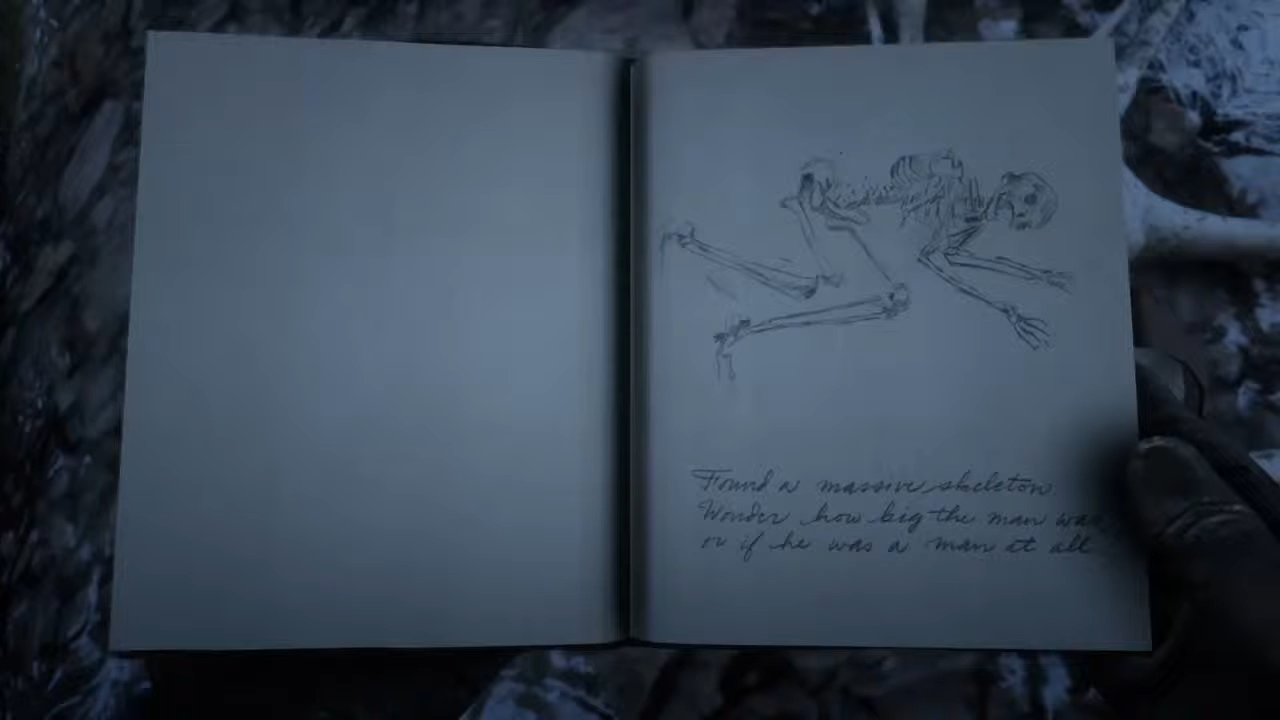 Found a massive skeleton.
Wonder how big the man was
or if he was a man at all